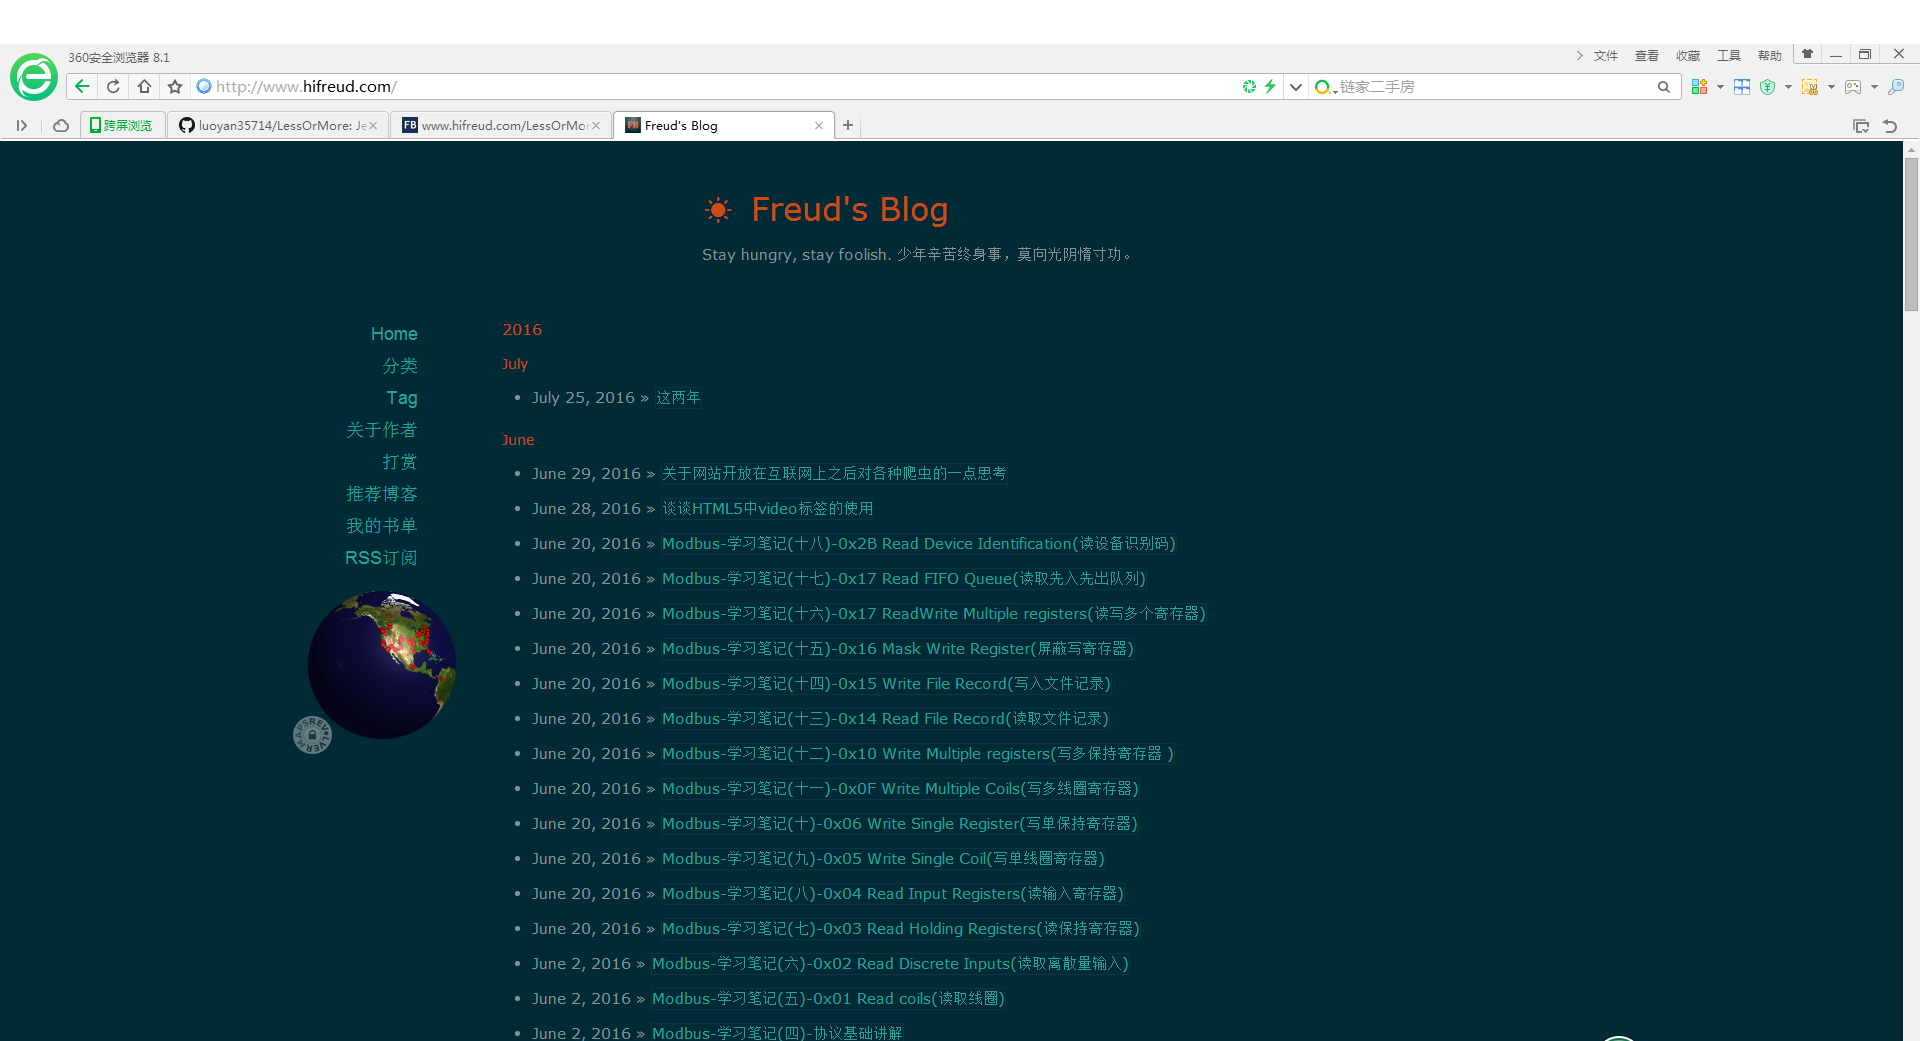 360安全浏览器 8.1
文件 查看 收藏 工具 帮助
http://www.hifreud.com/
链家二手房
跨屏浏览
luoyan35714/LessOrMore: Je
FB www.hifreud.com/LessOrMor
FB Freud's Blog
Freud's Blog
Stay hungry, stay foolish. 少年辛苦终身事，莫向光阴惰寸功。
Home
分类
Tag
关于作者
打赏
推荐博客
我的书单
RSS订阅
REVOLVERMAPS
2016
July
July 25, 2016 » 这两年
June
June 29, 2016 » 关于网站开放在互联网上之后对各种爬虫的一点思考
June 28, 2016 » 谈谈HTML5中video标签的使用
June 20, 2016 » Modbus-学习笔记(十八)-0x2B Read Device Identification(读设备识别码)
June 20, 2016 » Modbus-学习笔记(十七)-0x17 Read FIFO Queue(读取先入先出队列)
June 20, 2016 » Modbus-学习笔记(十六)-0x17 ReadWrite Multiple registers(读写多个寄存器)
June 20, 2016 » Modbus-学习笔记(十五)-0x16 Mask Write Register(屏蔽写寄存器)
June 20, 2016 » Modbus-学习笔记(十四)-0x15 Write File Record(写入文件记录)
June 20, 2016 » Modbus-学习笔记(十三)-0x14 Read File Record(读取文件记录)
June 20, 2016 » Modbus-学习笔记(十二)-0x10 Write Multiple registers(写多保持寄存器 )
June 20, 2016 » Modbus-学习笔记(十一)-0x0F Write Multiple Coils(写多线圈寄存器)
June 20, 2016 » Modbus-学习笔记(十)-0x06 Write Single Register(写单保持寄存器)
June 20, 2016 » Modbus-学习笔记(九)-0x05 Write Single Coil(写单线圈寄存器)
June 20, 2016 » Modbus-学习笔记(八)-0x04 Read Input Registers(读输入寄存器)
June 20, 2016 » Modbus-学习笔记(七)-0x03 Read Holding Registers(读保持寄存器)
June 2, 2016 » Modbus-学习笔记(六)-0x02 Read Discrete Inputs(读取离散量输入)
June 2, 2016 » Modbus-学习笔记(五)-0x01 Read coils(读取线圈)
June 2, 2016 » Modbus-学习笔记(四)-协议基础讲解